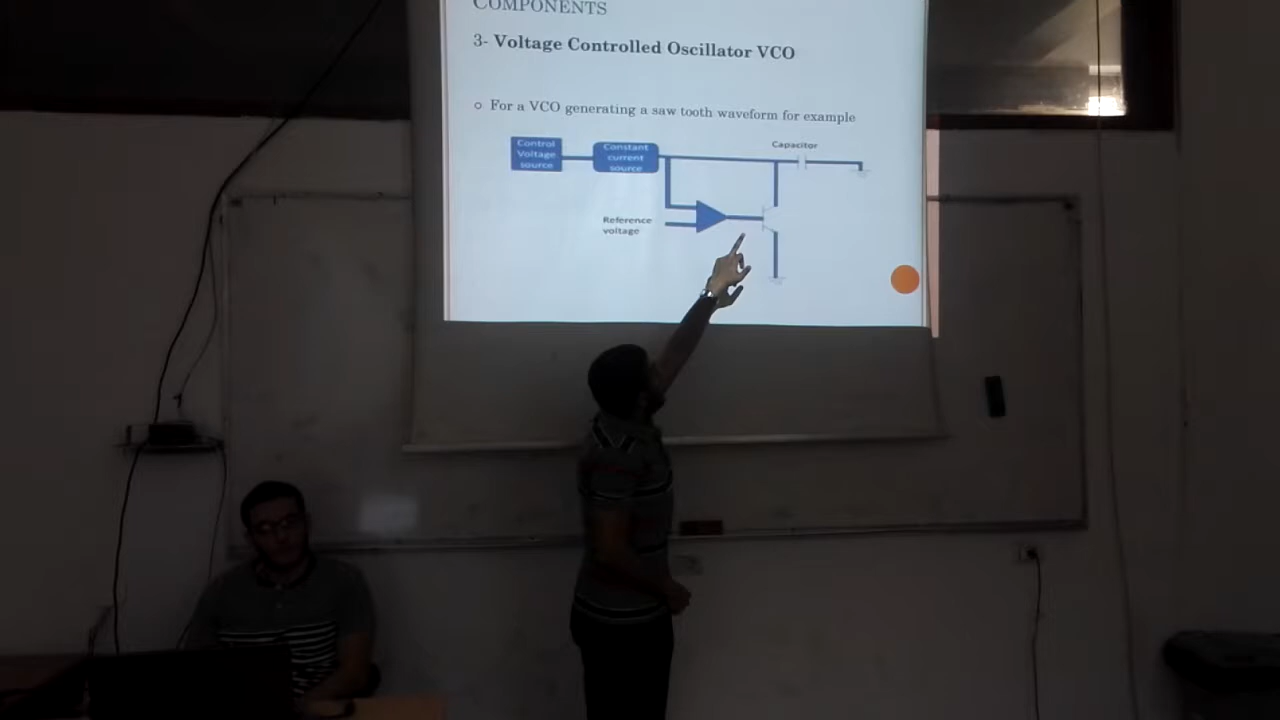 COMPONENTS
3- Voltage Controlled Oscillator VCO
o For a VCO generating a saw tooth waveform for example
Control
Voltage
source
Constant
current
source
Capacitor
Reference
voltage